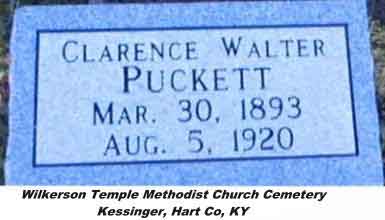 CLARENCE WALTER
PUCKETT
MAR. 30, 1893
AUG. 5, 1920
Wilkerson Temple Methodist Church Cemetery
Kessinger, Hart Co, KY